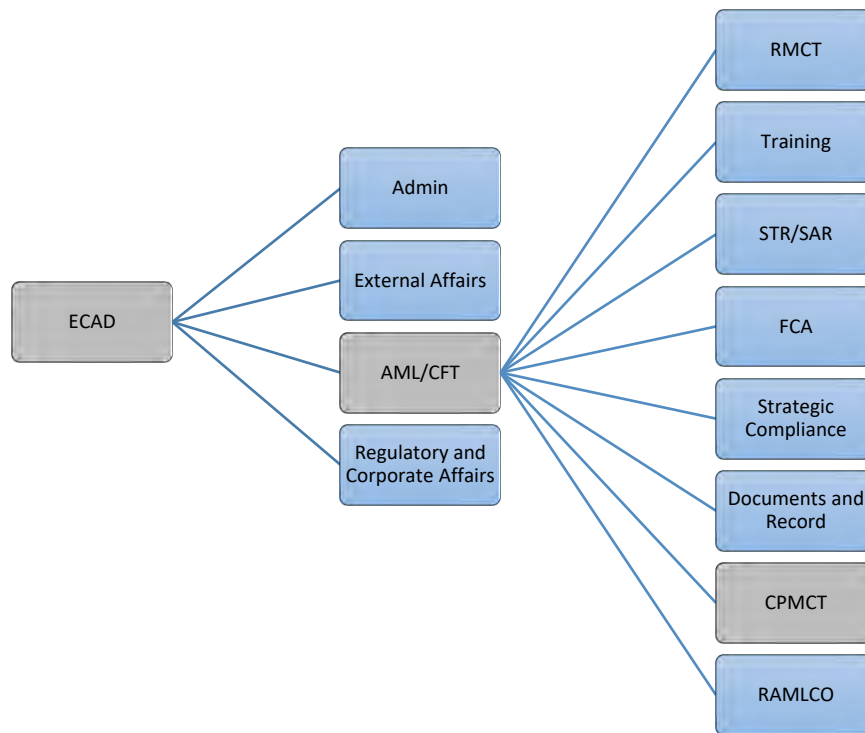 ECAD
Admin
External Affairs
AML/CFT
Regulatory and
Corporate Affairs
RMCT
Training
STR/SAR
FCA
Strategic
Compliance
Documents and
Record
CPMCT
RAMLCO